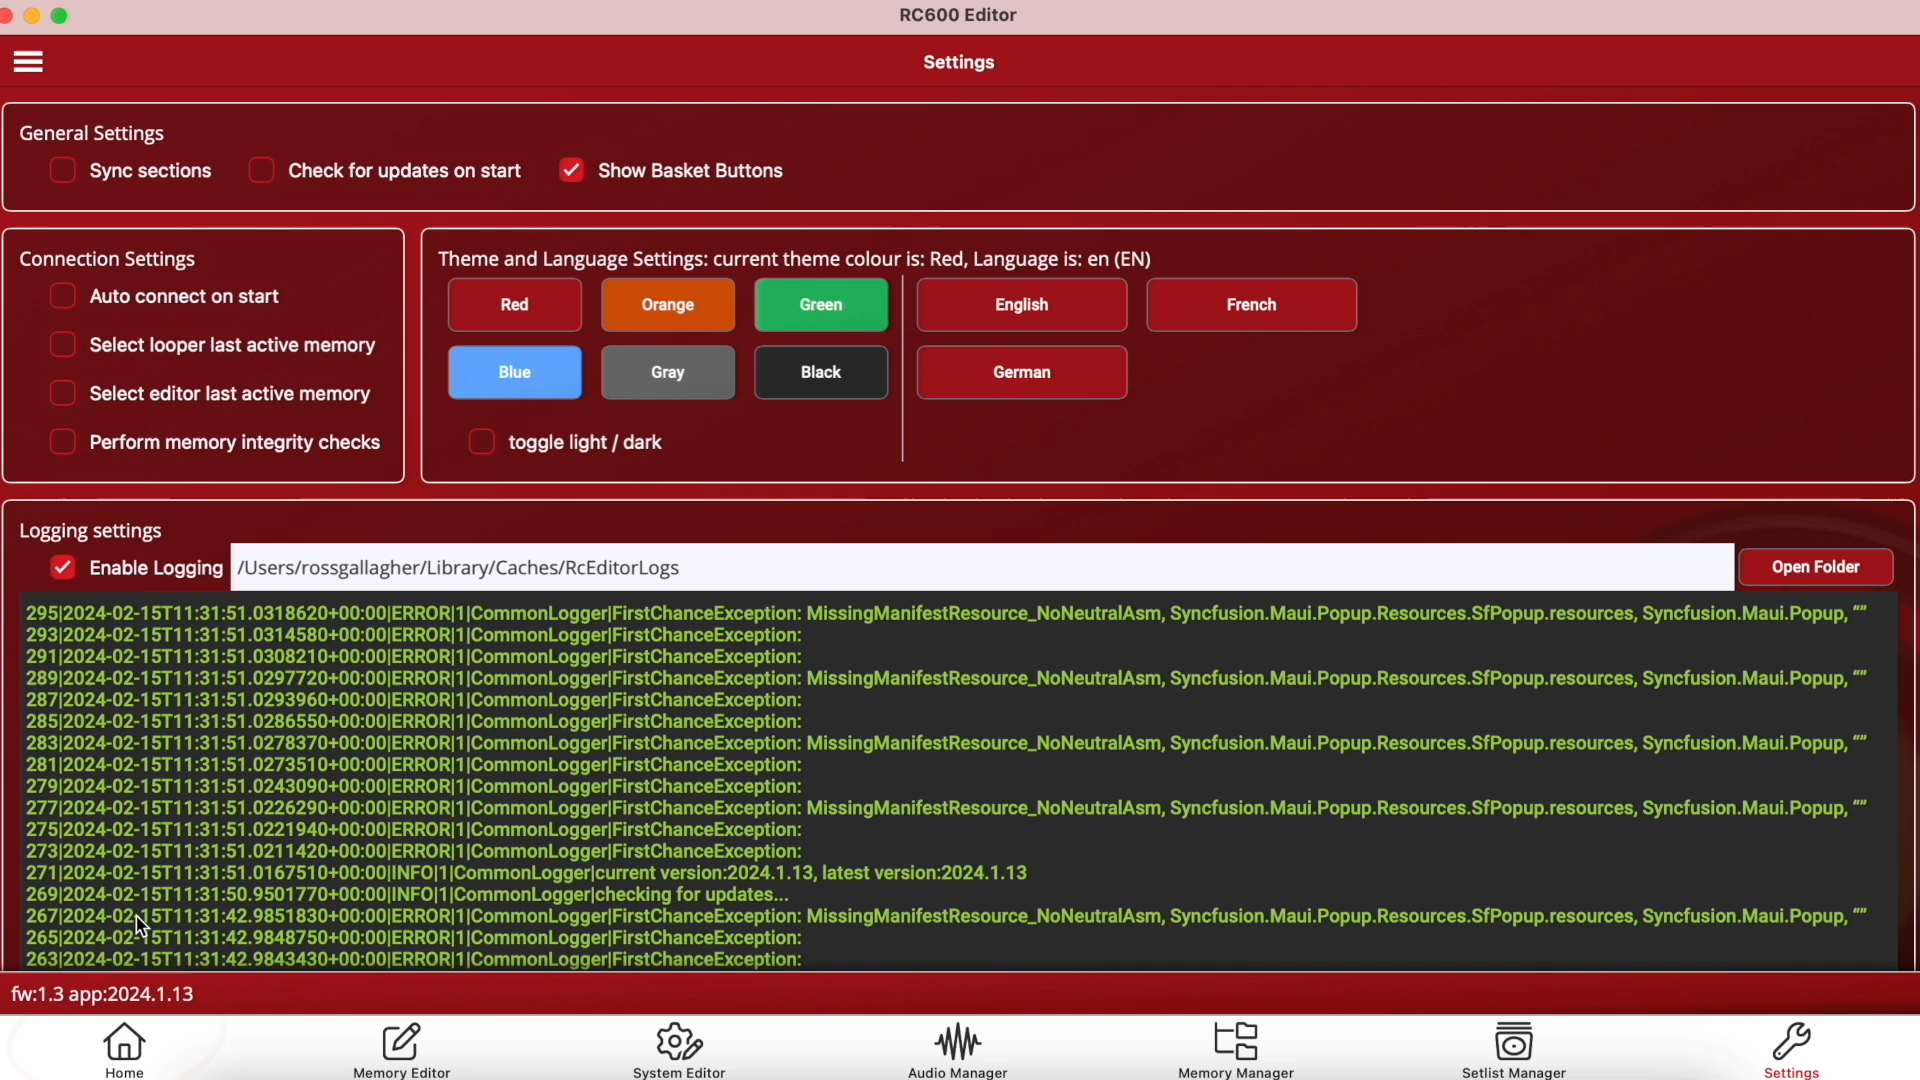 RC600 Editor
Settings
General Settings
Sync sections Check for updates on start Show Basket Buttons
Connection Settings
Auto connect on start
Select looper last active memory
Select editor last active memory
Perform memory integrity checks
Theme and Language Settings: current theme colour is: Red, Language is: en (EN)
Red Orange Green English French
Blue Gray Black German
toggle light / dark
Logging settings
Enable Logging /Users/rossgallagher/Library/Caches/RcEditorLogs Open Folder
295|2024-02-15T11:31:51.0318620+00:00|ERROR|1|CommonLogger|FirstChanceException: MissingManifestResource_NoNeutralAsm, Syncfusion.Maui.Popup.Resources.SfPopup.resources, Syncfusion.Maui.Popup, “”
293|2024-02-15T11:31:51.0314580+00:00|ERROR|1|CommonLogger|FirstChanceException:
291|2024-02-15T11:31:51.0308210+00:00|ERROR|1|CommonLogger|FirstChanceException:
289|2024-02-15T11:31:51.0297720+00:00|ERROR|1|CommonLogger|FirstChanceException: MissingManifestResource_NoNeutralAsm, Syncfusion.Maui.Popup.Resources.SfPopup.resources, Syncfusion.Maui.Popup, “”
287|2024-02-15T11:31:51.0293960+00:00|ERROR|1|CommonLogger|FirstChanceException:
285|2024-02-15T11:31:51.0286550+00:00|ERROR|1|CommonLogger|FirstChanceException:
283|2024-02-15T11:31:51.0278370+00:00|ERROR|1|CommonLogger|FirstChanceException: MissingManifestResource_NoNeutralAsm, Syncfusion.Maui.Popup.Resources.SfPopup.resources, Syncfusion.Maui.Popup, “”
281|2024-02-15T11:31:51.0273510+00:00|ERROR|1|CommonLogger|FirstChanceException:
279|2024-02-15T11:31:51.0243090+00:00|ERROR|1|CommonLogger|FirstChanceException:
277|2024-02-15T11:31:51.0226290+00:00|ERROR|1|CommonLogger|FirstChanceException: MissingManifestResource_NoNeutralAsm, Syncfusion.Maui.Popup.Resources.SfPopup.resources, Syncfusion.Maui.Popup, “”
275|2024-02-15T11:31:51.0221940+00:00|ERROR|1|CommonLogger|FirstChanceException:
273|2024-02-15T11:31:51.0211420+00:00|ERROR|1|CommonLogger|FirstChanceException:
271|2024-02-15T11:31:51.0167510+00:00|INFO|1|CommonLogger|current version:2024.1.13, latest version:2024.1.13
269|2024-02-15T11:31:50.9501770+00:00|INFO|1|CommonLogger|checking for updates...
267|2024-02-15T11:31:42.9851830+00:00|ERROR|1|CommonLogger|FirstChanceException: MissingManifestResource_NoNeutralAsm, Syncfusion.Maui.Popup.Resources.SfPopup.resources, Syncfusion.Maui.Popup, “”
265|2024-02-15T11:31:42.9848750+00:00|ERROR|1|CommonLogger|FirstChanceException:
263|2024-02-15T11:31:42.9843430+00:00|ERROR|1|CommonLogger|FirstChanceException:
fw:1.3 app:2024.1.13
Home Memory Editor System Editor Audio Manager Memory Manager Setlist Manager Settings